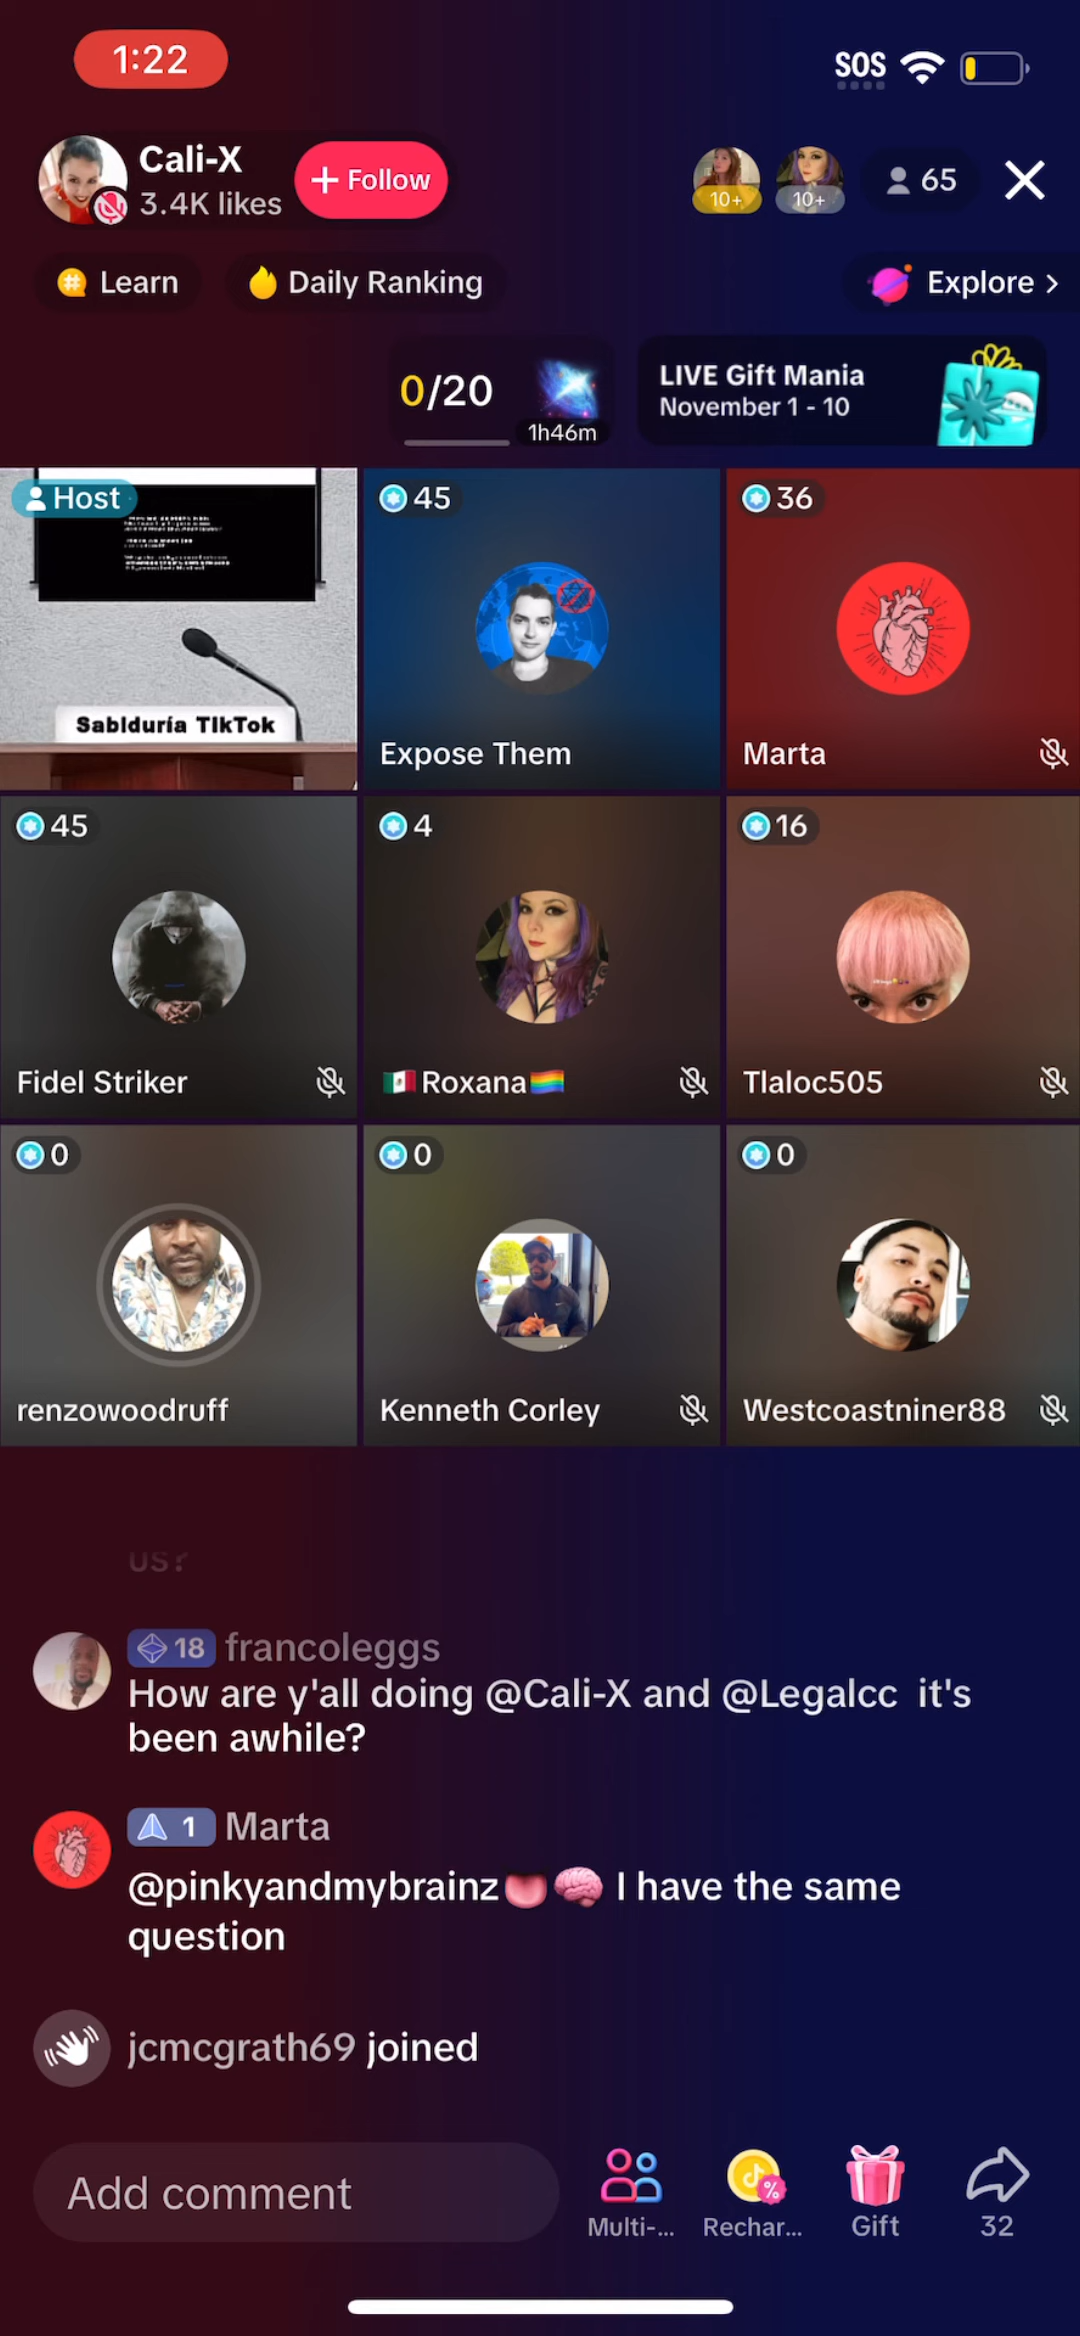 1:22
SOS
Cali-X
3.4K likes
+ Follow
10+
10+
65
Learn
Daily Ranking
Explore >
0/20
1h46m
LIVE Gift Mania
November 1 - 10
Host
Sabiduría TikTok
45
Expose Them
36
Marta
45
Fidel Striker
4
🇲🇽Roxana🏳️‍🌈
16
Tlaloc505
0
renzowoodruff
0
Kenneth Corley
0
Westcoastniner88
us?
18 francoleggs
How are y'all doing @Cali-X and @Legalcc it's
been awhile?
1 Marta
@pinkyandmybrainz👅🧠 I have the same
question
jcmcgrath69 joined
Add comment
Multi-...
Rechar...
Gift
32